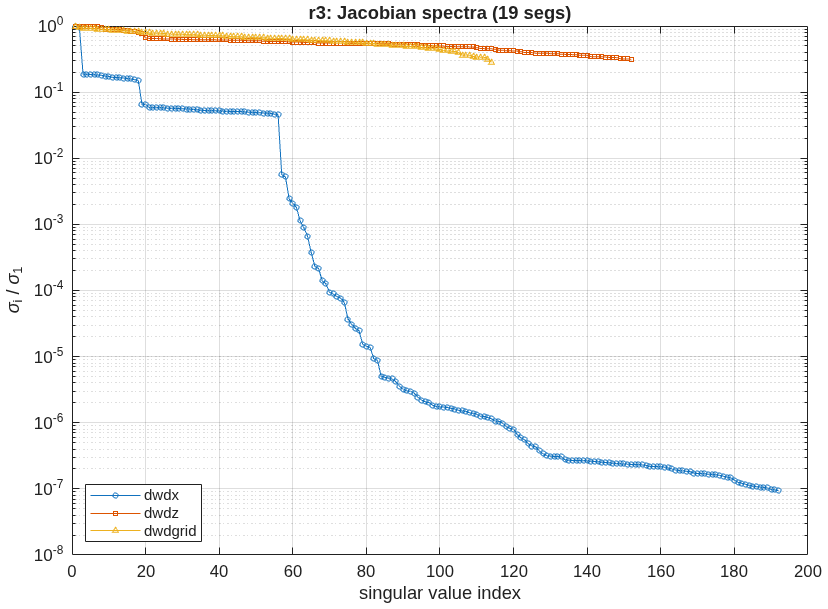 r3: Jacobian spectra (19 segs)
10^0
10^-1
10^-2
10^-3
10^-4
10^-5
10^-6
10^-7
10^-8
σ_i / σ_1
dwdx
dwdz
dwdgrid
0 20 40 60 80 100 120 140 160 180 200
singular value index